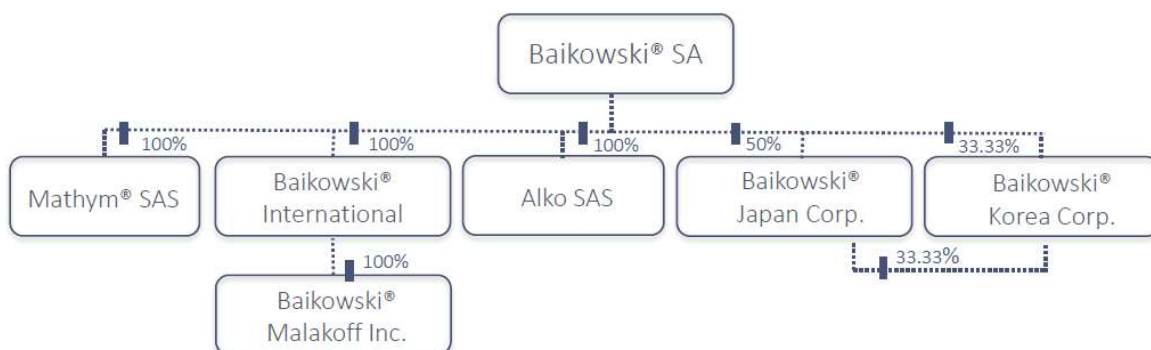 Baikowski® SA
100%
100%
100%
50%
33.33%
Mathym® SAS
Baikowski®
International
Alko SAS
Baikowski®
Japan Corp.
Baikowski®
Korea Corp.
100%
33.33%
Baikowski®
Malakoff Inc.